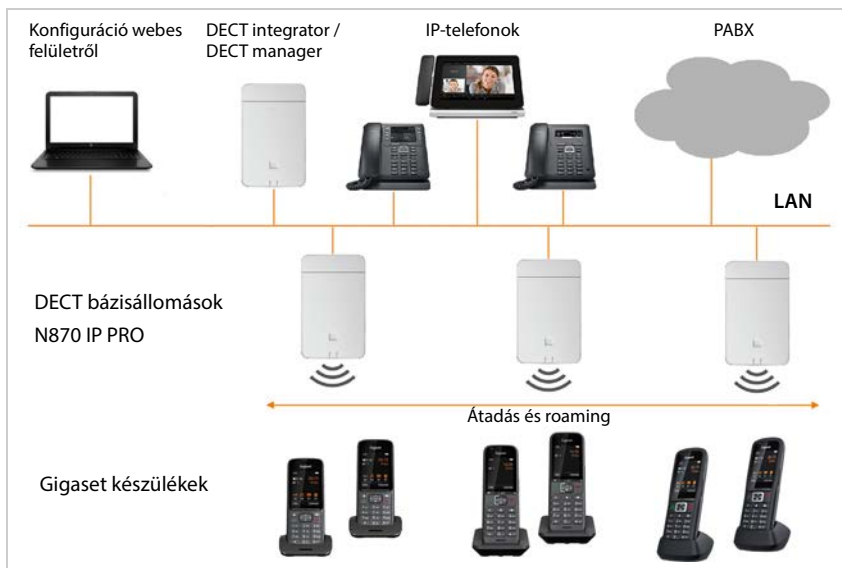 Konfiguráció webes
felületről
DECT integrator /
DECT manager
IP-telefonok
PABX
LAN
DECT bázisállomások
N870 IP PRO
Átadás és roaming
Gigaset készülékek